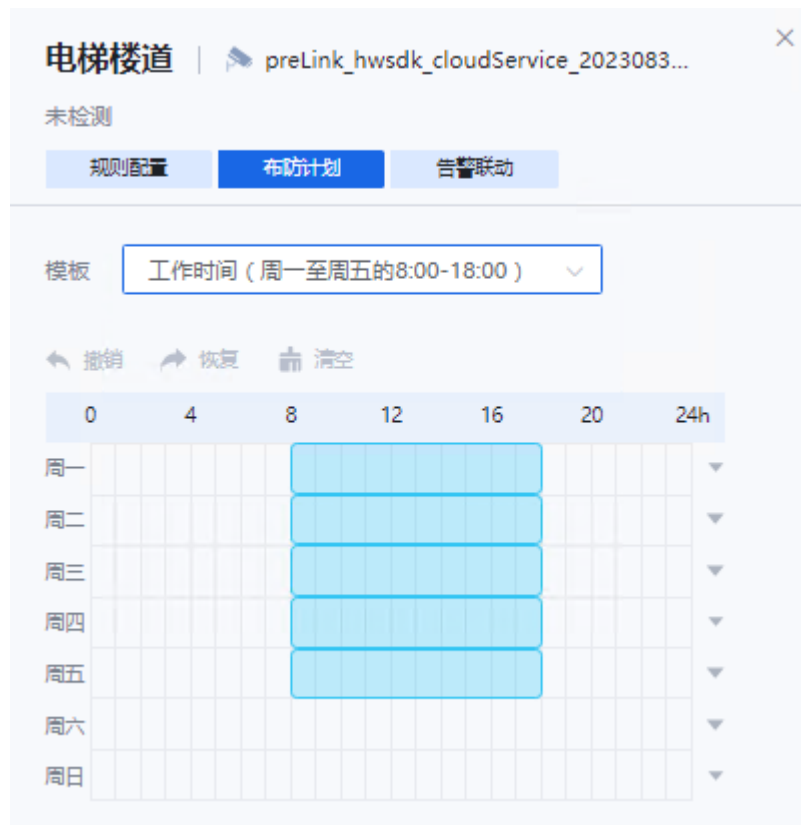 电梯楼道 preLink_hwsdk_cloudService_2023083...
未检测
规则配置 布防计划 告警联动
模板 工作时间（周一至周五的8:00-18:00）
撤销 恢复 清空
0 4 8 12 16 20 24h
周一
周二
周三
周四
周五
周六
周日